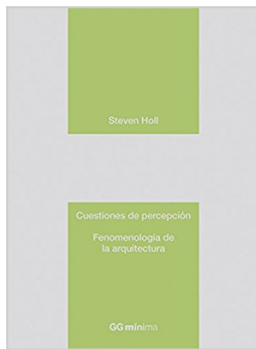 Steven Holl
Cuestiones de percepción
Fenomenología de
la arquitectura
GG mínima